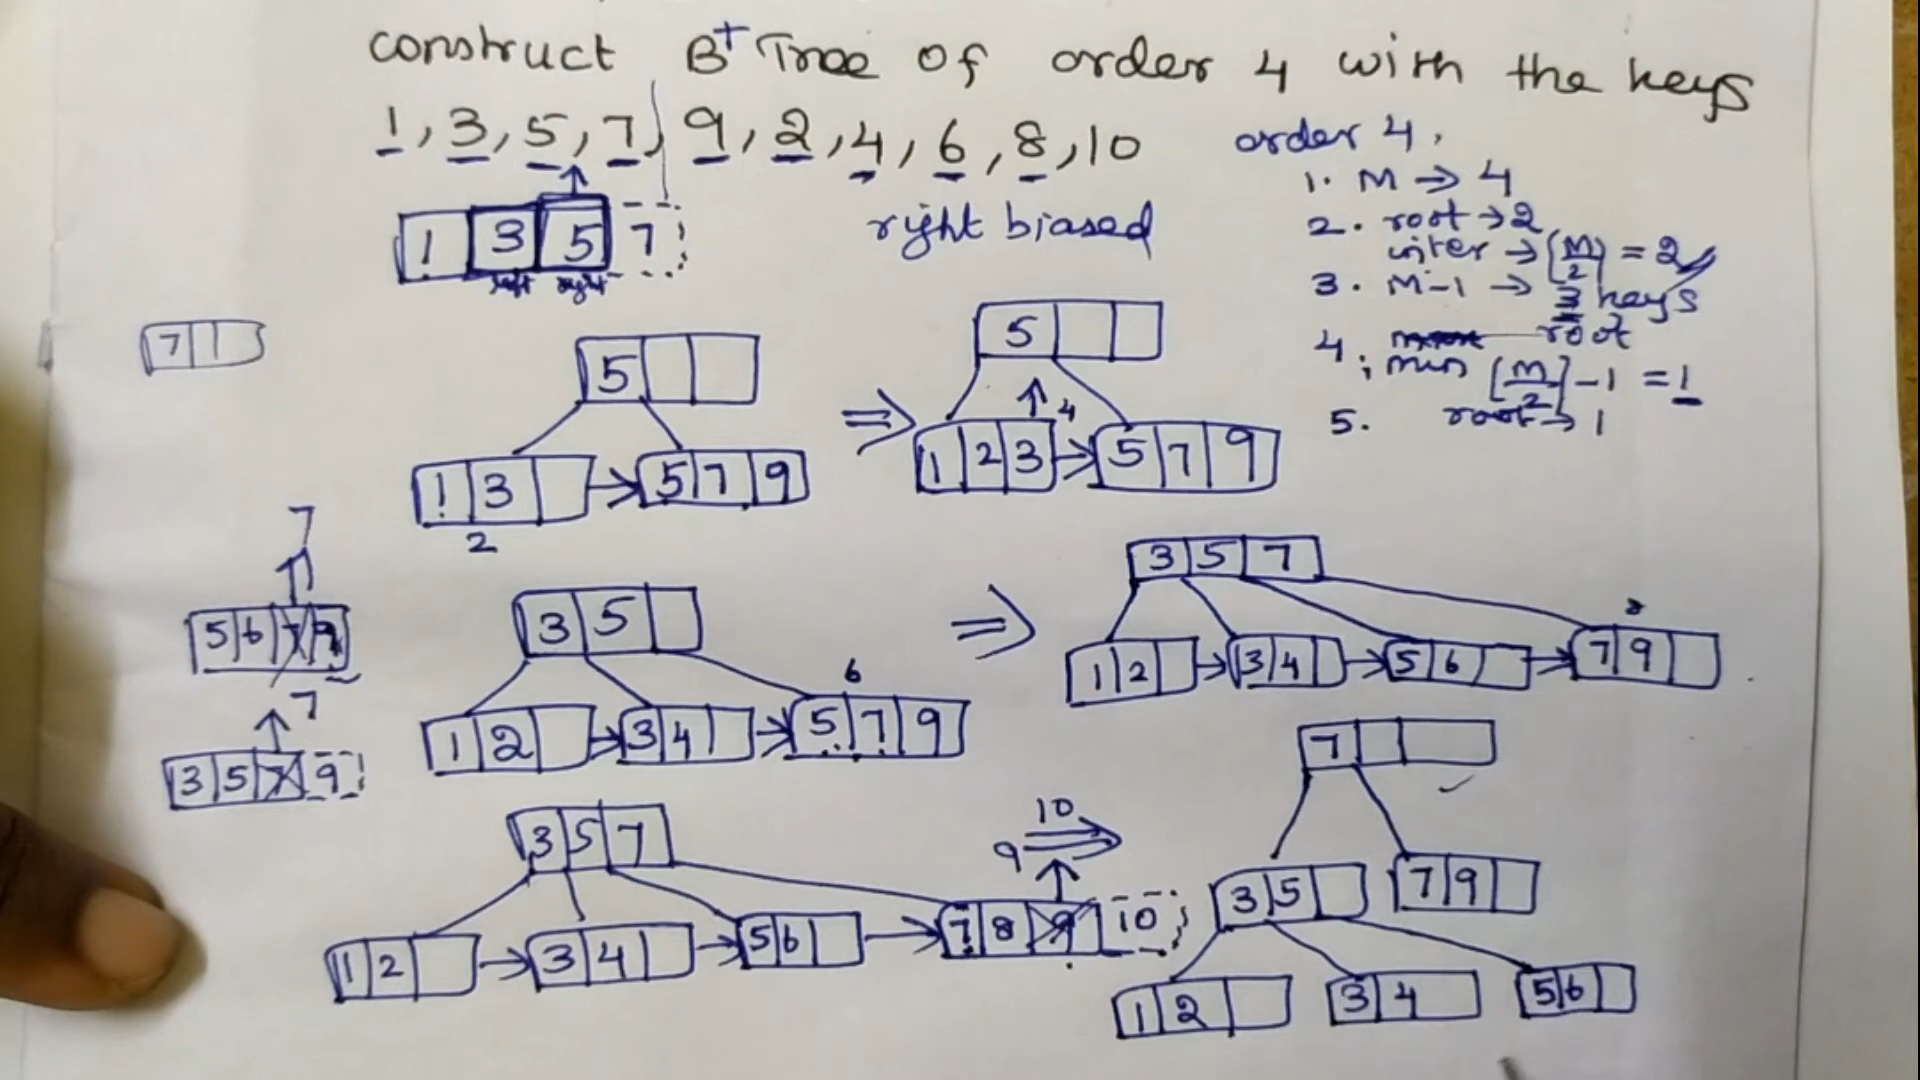 construct B+ Tree of order 4 with the keys
1, 3, 5, 7, 9, 2, 4, 6, 8, 10
order 4,
1. M → 4
2. root → 2
inter → [M/2] = 2
3. M-1 → 3 keys
4. root
min [M/2] -1 = 1
5. root → 1
1 3 5 7
left right
right biased
7
5
1 3
5 7 9
2
⇒
5
4
1 2 3 → 5 7 9
7
5 6 7 9
7
3 5 7 9
3 5
6
1 2 → 3 4 → 5 7 9
⇒
3 5 7
8
1 2 → 3 4 → 5 6 → 7 9
3 5 7
1 2 → 3 4 → 5 6 → 7 8 9 10
9
10
7
3 5
7 9
1 2
3 4
5 6